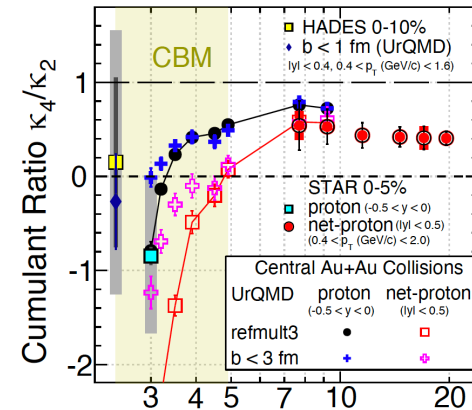 HADES 0-10%
b < 1 fm (UrQMD)
|y| < 0.4, 0.4 < pT (GeV/c) < 1.6)
CBM
Cumulant Ratio κ4/κ2
1
0
-1
-2
STAR 0-5%
proton (-0.5 < y < 0)
net-proton (|y| < 0.5)
(0.4 < pT (GeV/c) < 2.0)
Central Au+Au Collisions
UrQMD proton net-proton
(-0.5 < y < 0) (|y| < 0.5)
refmult3
b < 3 fm
3 4 5 7 10 20